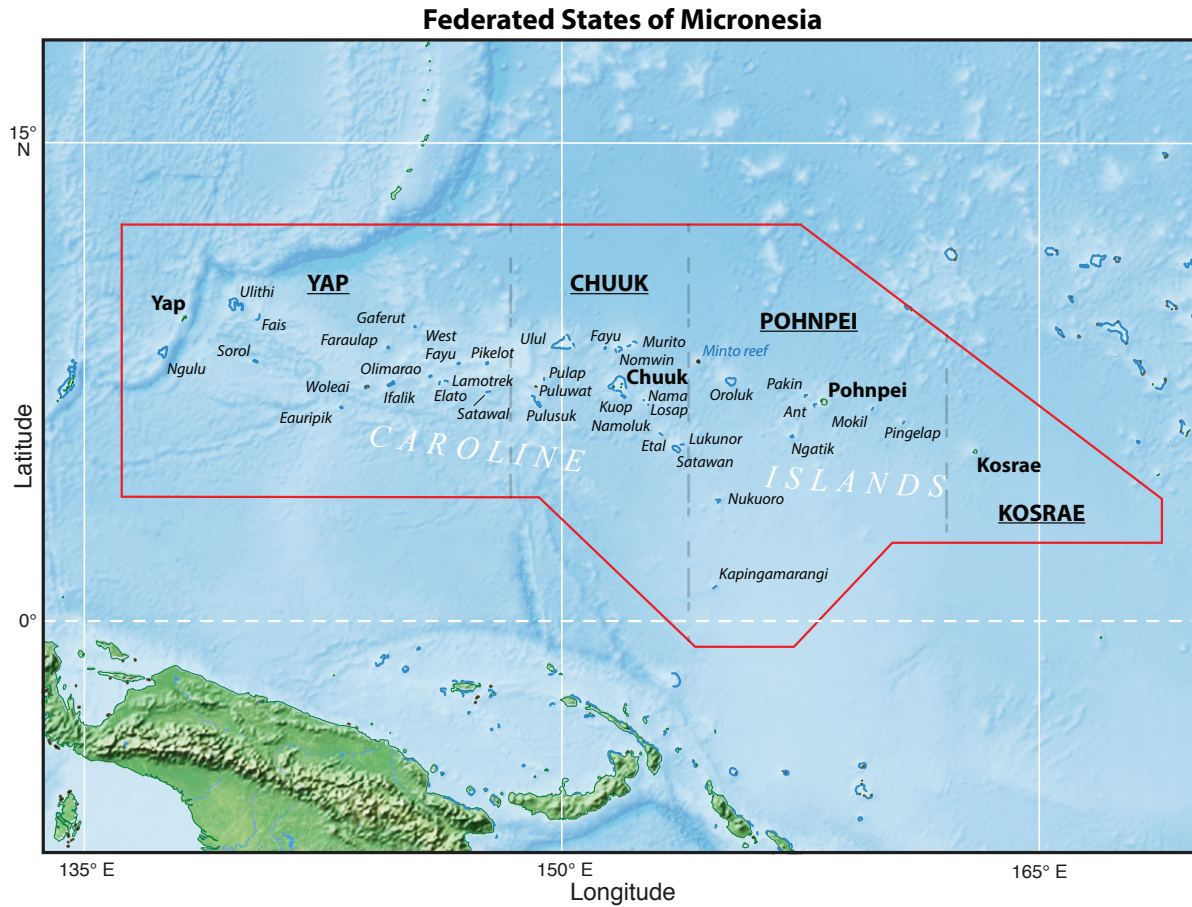 Federated States of Micronesia
15°
N
YAP
CHUUK
POHNPEI
Yap
Ulithi
Fais
Gaferut
Faraulap
West
Fayu
Pikelot
Ulul
Fayu
Murito
Nomwin
Minto reef
Sorol
Ngulu
Olimarao
Woleai
Ifalik
Elato
Lamotrek
Satawal
Eauripik
Pulap
Puluwat
Pulusuk
Chuuk
Nama
Losap
Kuop
Namoluk
Etal
Lukunor
Satawan
Oroluk
Pakin
Pohnpei
Ant
Mokil
Pingelap
Ngatik
Nukuoro
Kosrae
KOSRAE
CAROLINE
ISLANDS
Kapingamarangi
Latitude
0°
135° E
150° E
165° E
Longitude